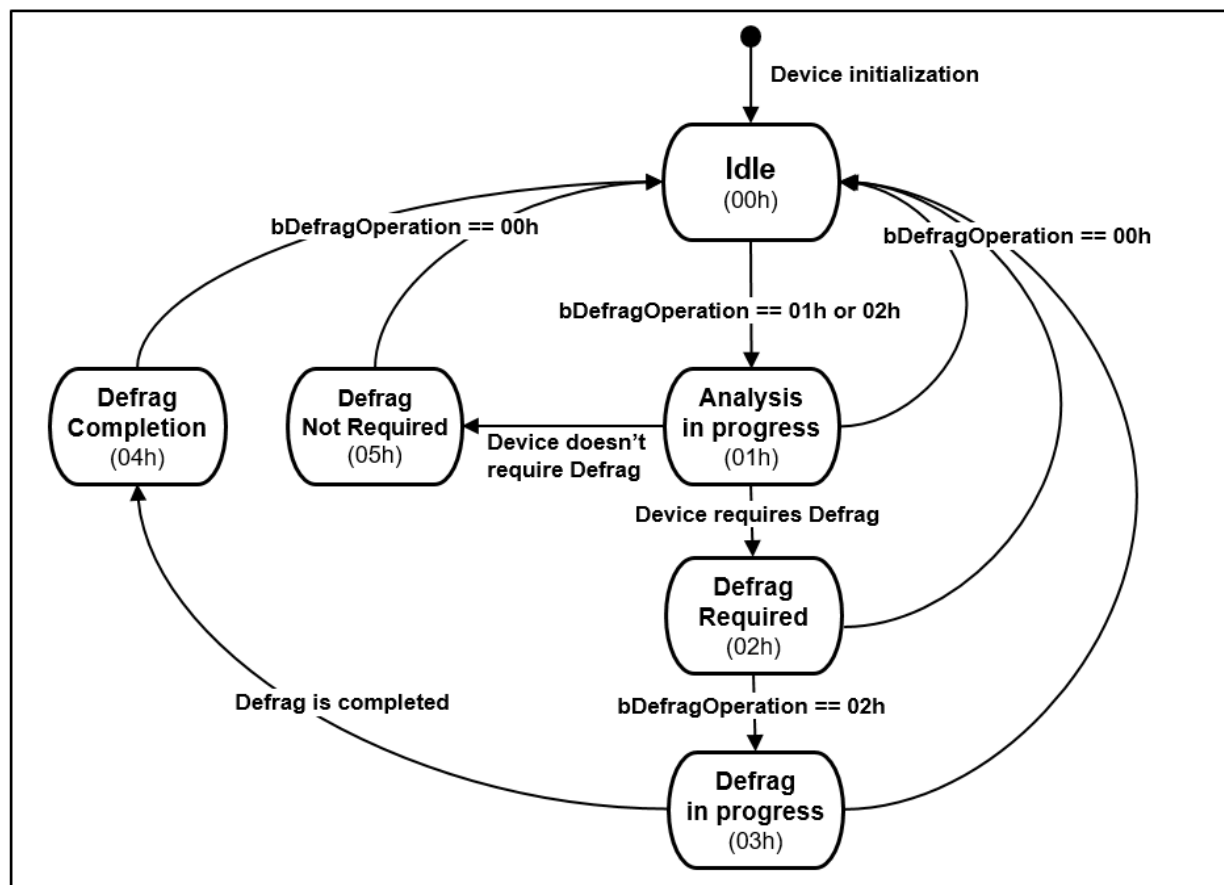 Device initialization
Idle
(00h)
bDefragOperation == 00h
bDefragOperation == 00h
bDefragOperation == 01h or 02h
Defrag
Completion
(04h)
Defrag
Not Required
(05h)
Analysis
in progress
(01h)
Device doesn’t
require Defrag
Device requires Defrag
Defrag
Required
(02h)
Defrag is completed
bDefragOperation == 02h
Defrag
in progress
(03h)